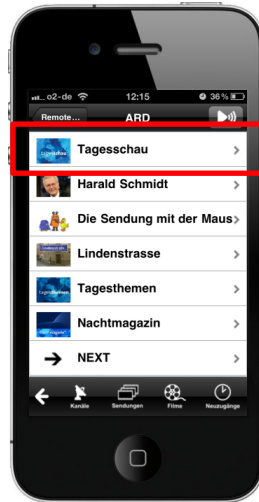 o2-de 12:15 36%
Remote... ARD
Tagesschau
Harald Schmidt
Die Sendung mit der Maus
Lindenstrasse
Tagesthemen
Nachtmagazin
NEXT
Kanäle Sendungen Filme Neuzugänge